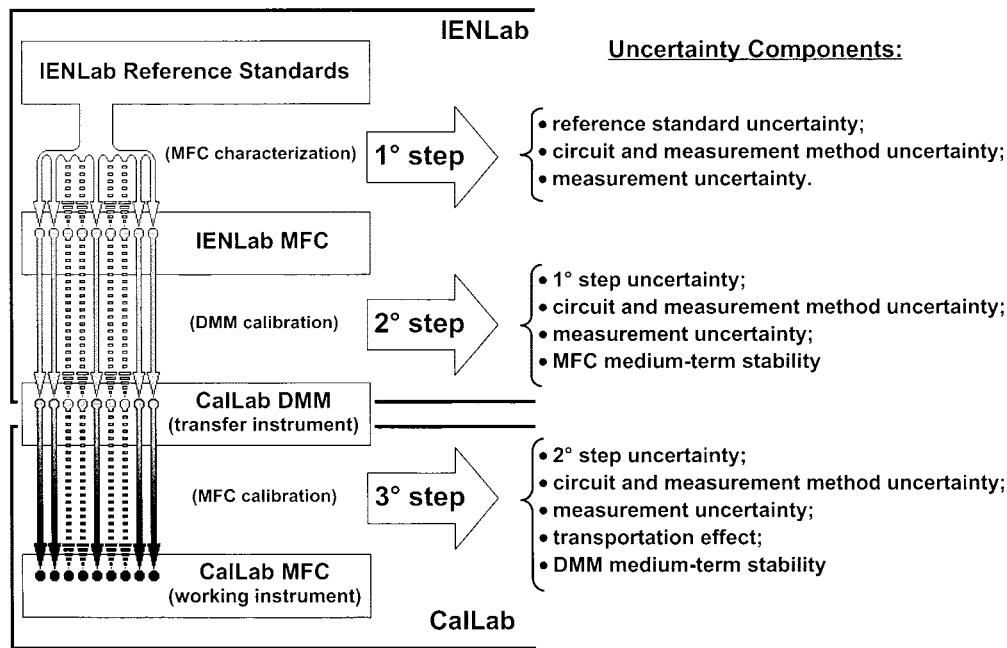 IENLab
Uncertainty Components:
IENLab Reference Standards
(MFC characterization)
1° step
• reference standard uncertainty;
• circuit and measurement method uncertainty;
• measurement uncertainty.
IENLab MFC
(DMM calibration)
2° step
• 1° step uncertainty;
• circuit and measurement method uncertainty;
• measurement uncertainty;
• MFC medium-term stability
CalLab DMM
(transfer instrument)
(MFC calibration)
3° step
• 2° step uncertainty;
• circuit and measurement method uncertainty;
• measurement uncertainty;
• transportation effect;
• DMM medium-term stability
CalLab MFC
(working instrument)
CalLab